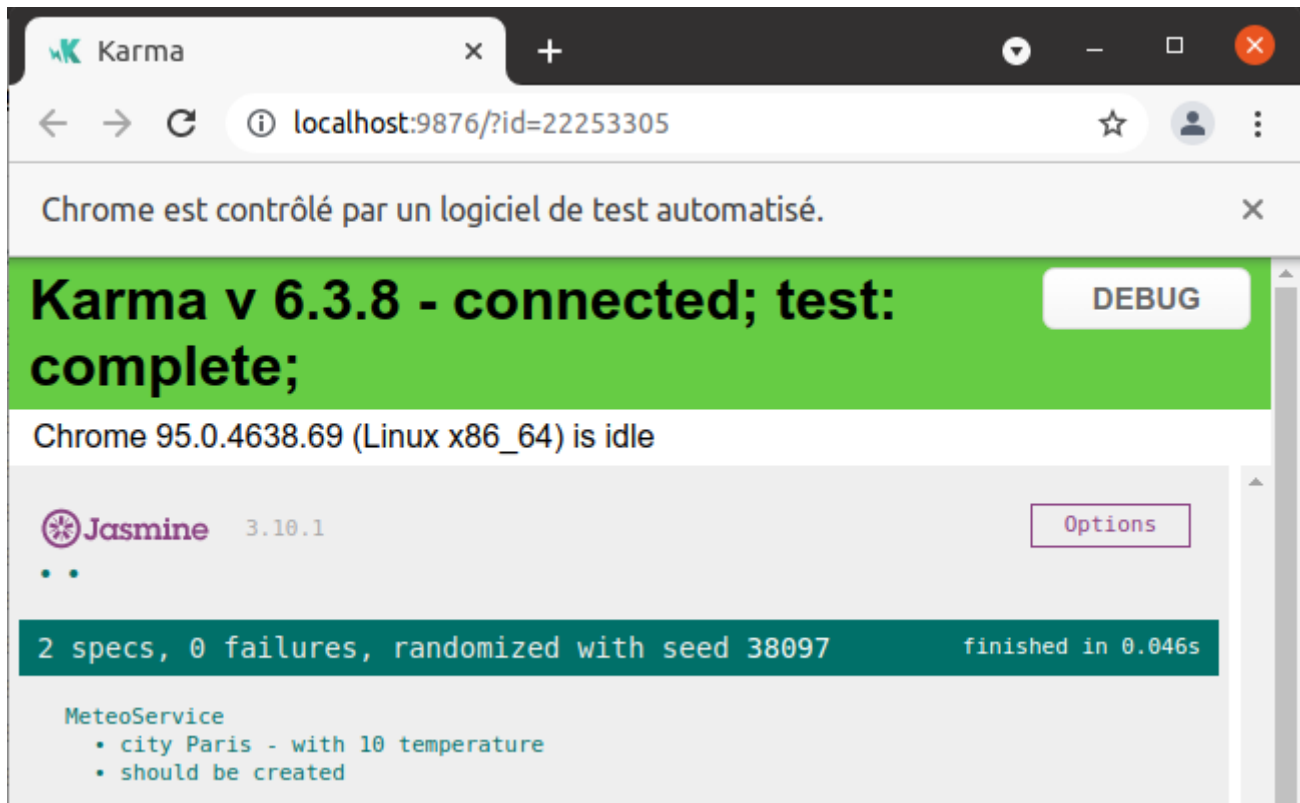 Karma
localhost:9876/?id=22253305
Chrome est contrôlé par un logiciel de test automatisé.
Karma v 6.3.8 - connected; test:
complete;
DEBUG
Chrome 95.0.4638.69 (Linux x86_64) is idle
Jasmine 3.10.1
Options
• •
2 specs, 0 failures, randomized with seed 38097 finished in 0.046s
MeteoService
• city Paris - with 10 temperature
• should be created